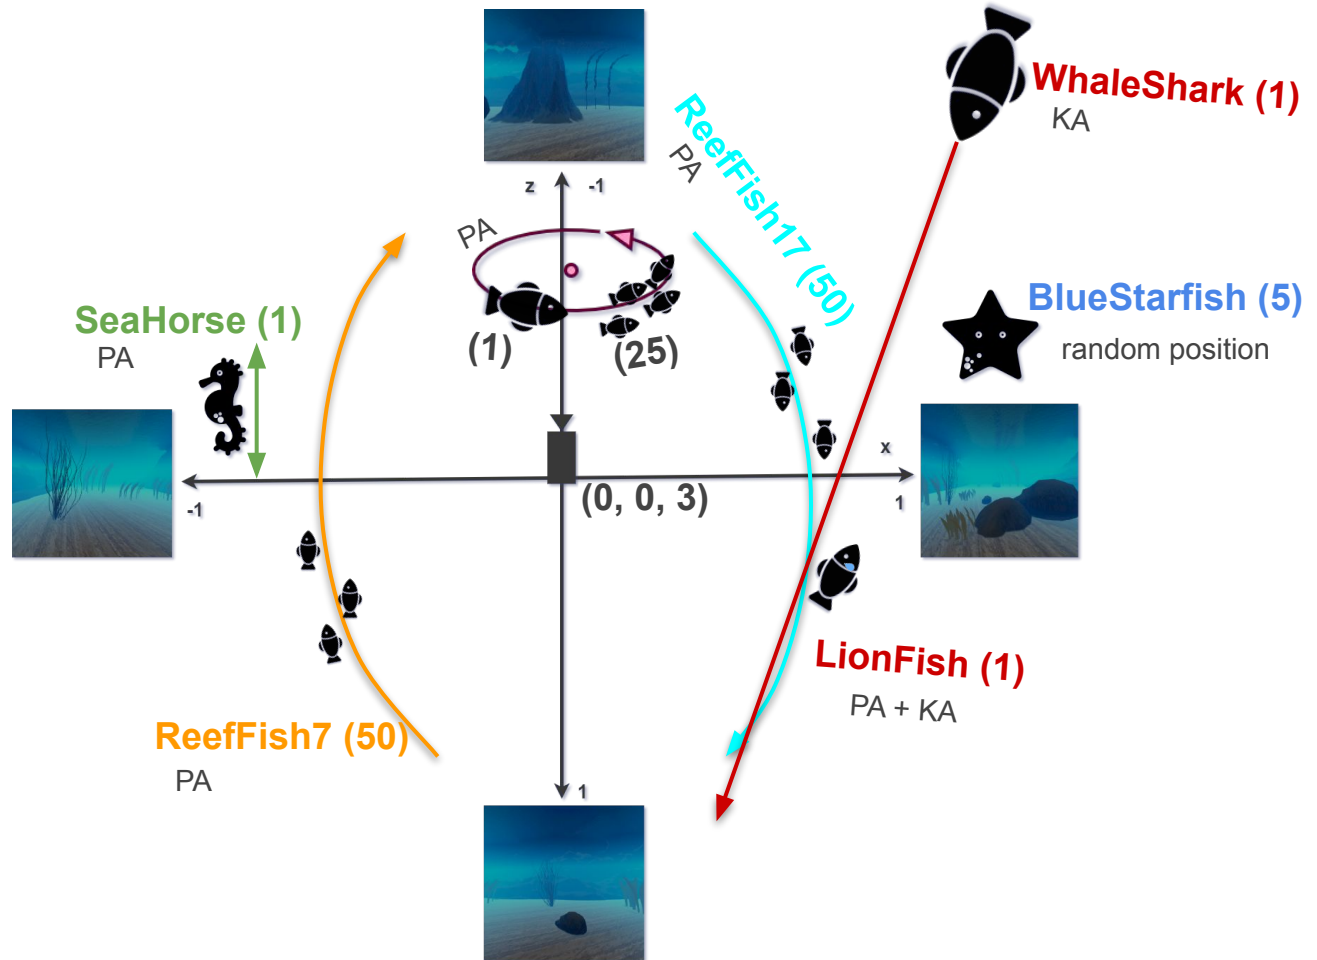 WhaleShark (1)
KA
ReefFish17 (50)
PA
z
-1
PA
SeaHorse (1)
PA
BlueStarfish (5)
random position
(1)
(25)
x
-1
1
(0, 0, 3)
LionFish (1)
PA + KA
ReefFish7 (50)
PA
1